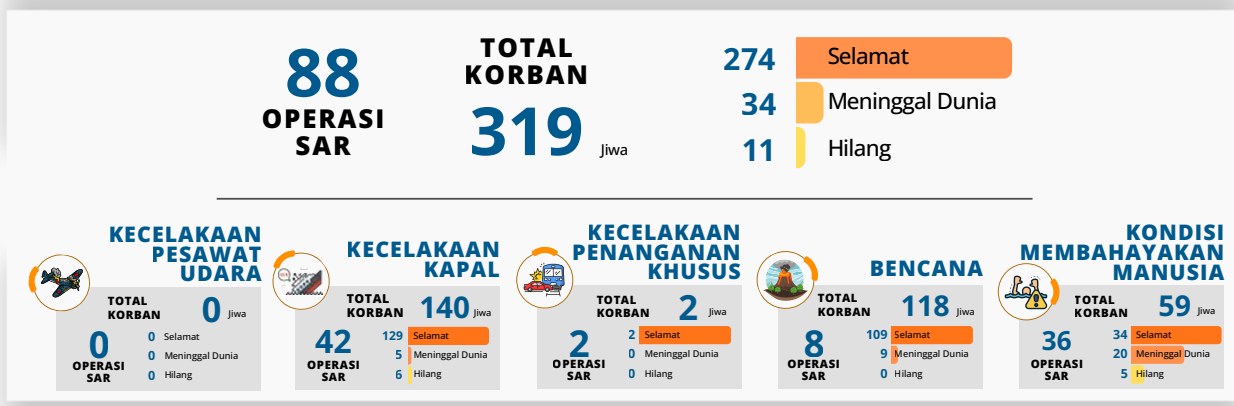 88
OPERASI
SAR
TOTAL
KORBAN
319 Jiwa
274 Selamat
34 Meninggal Dunia
11 Hilang
KECELAKAAN
PESAWAT
UDARA
TOTAL
KORBAN
0 Jiwa
0
OPERASI
SAR
0 Selamat
0 Meninggal Dunia
0 Hilang
KECELAKAAN
KAPAL
TOTAL
KORBAN
140 Jiwa
42
OPERASI
SAR
129 Selamat
5 Meninggal Dunia
6 Hilang
KECELAKAAN
PENANGANAN
KHUSUS
TOTAL
KORBAN
2 Jiwa
2
OPERASI
SAR
2 Selamat
0 Meninggal Dunia
0 Hilang
BENCANA
TOTAL
KORBAN
118 Jiwa
8
OPERASI
SAR
109 Selamat
9 Meninggal Dunia
0 Hilang
KONDISI
MEMBAHAYAKAN
MANUSIA
TOTAL
KORBAN
59 Jiwa
36
OPERASI
SAR
34 Selamat
20 Meninggal Dunia
5 Hilang